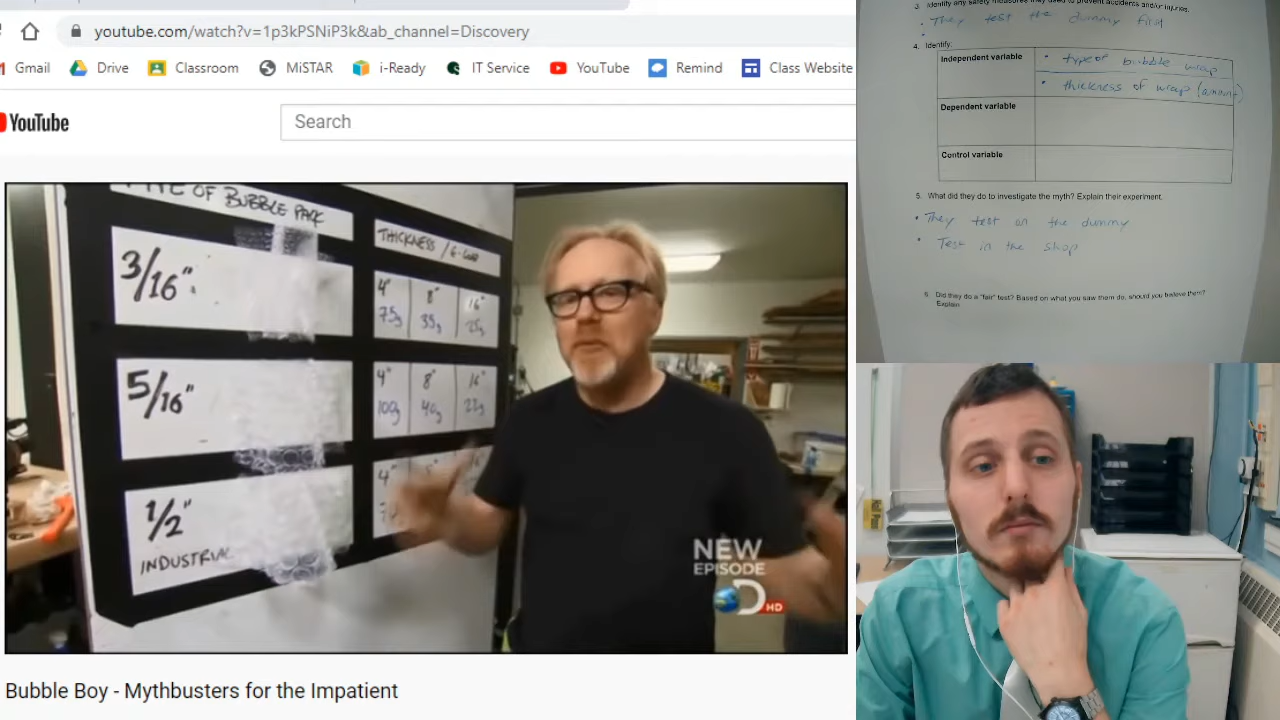 youtube.com/watch?v=1p3kPSNiP3k&ab_channel=Discovery
Gmail
Drive
Classroom
MiSTAR
i-Ready
IT Service
YouTube
Remind
Class Website
YouTube
Search
TYPE OF BUBBLE PACK
THICKNESS /
3/16"
4" 8" 16"
75g 35g 25g
5/16"
4" 8" 16"
100g 40g 22g
1/2"
INDUSTRIAL
4"
NEW
EPISODE
D HD
Bubble Boy - Mythbusters for the Impatient
3. Identify any safety measures they used to prevent accidents and/or injuries.
• They test the dummy first
•
4. Identify:
Independent variable
• type of bubble wrap
• thickness of wrap (amount)
Dependent variable
Control variable
5. What did they do to investigate the myth? Explain their experiment.
• They test on the dummy
• Test in the shop
5. Did they do a "fair" test? Based on what you saw them do, should you believe them?
Explain